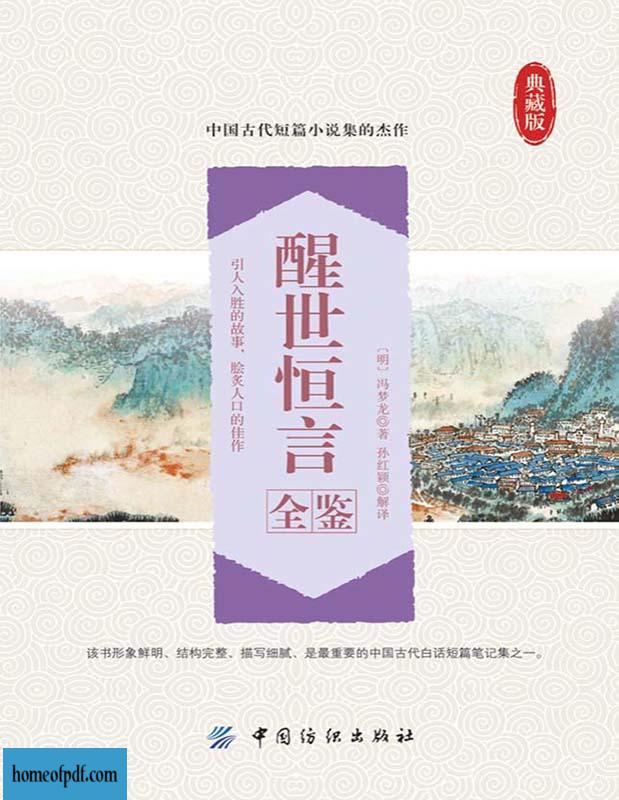 典藏版
中国古代短篇小说集的杰作
醒世恒言
全鉴
引人入胜的故事，脍炙人口的佳作
〔明〕冯梦龙◎著 孙红颖◎解译
该书形象鲜明、结构完整、描写细腻、是最重要的中国古代白话短篇笔记集之一。
中国纺织出版社
homeofpdf.com